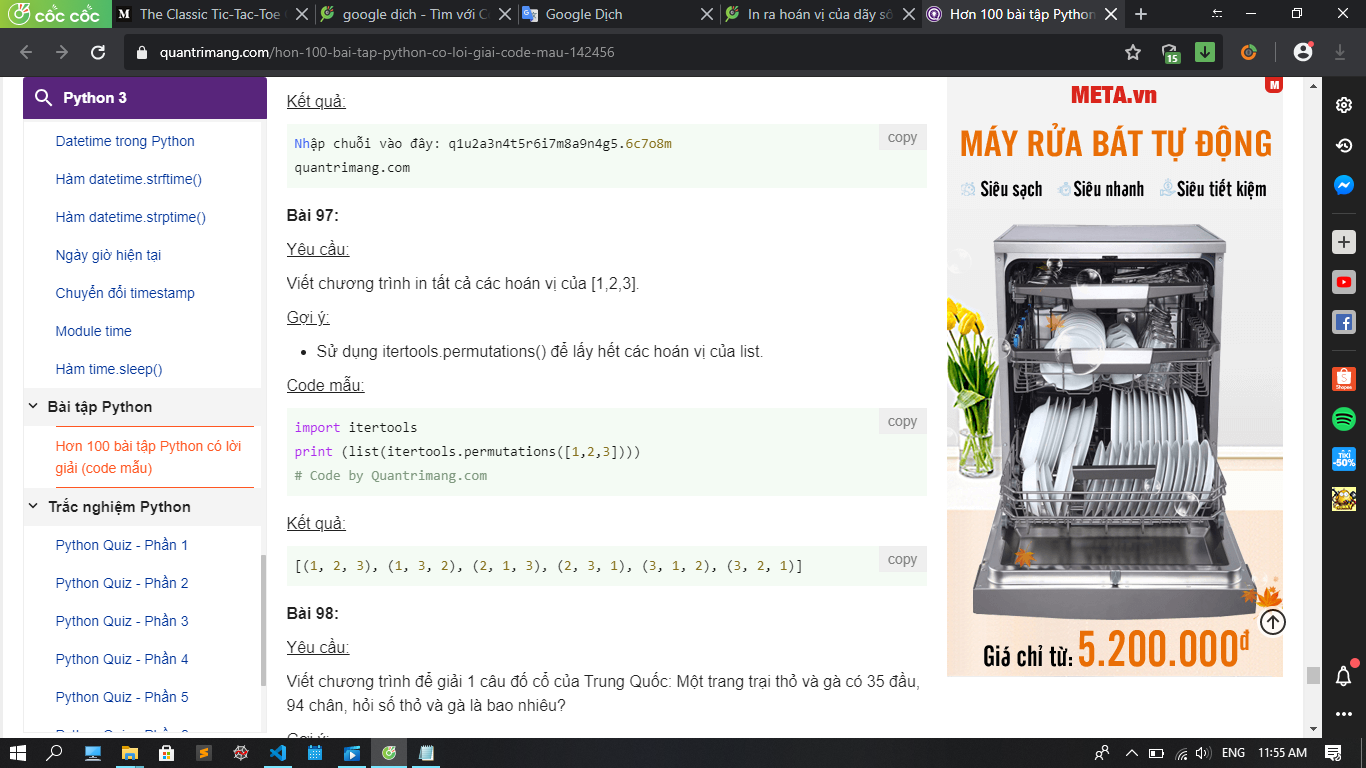 cốc cốc
The Classic Tic-Tac-Toe
google dịch - Tìm với C
Google Dịch
In ra hoán vị của dãy số
Hơn 100 bài tập Python
quantrimang.com/hon-100-bai-tap-python-co-loi-giai-code-mau-142456
15
Python 3
Datetime trong Python
Hàm datetime.strftime()
Hàm datetime.strptime()
Ngày giờ hiện tại
Chuyển đổi timestamp
Module time
Hàm time.sleep()
Bài tập Python
Hơn 100 bài tập Python có lời
giải (code mẫu)
Trắc nghiệm Python
Python Quiz - Phần 1
Python Quiz - Phần 2
Python Quiz - Phần 3
Python Quiz - Phần 4
Python Quiz - Phần 5
Kết quả:
copy
Nhập chuỗi vào đây: q1u2a3n4t5r6i7m8a9n4g5.6c7o8m
quantrimang.com
Bài 97:
Yêu cầu:
Viết chương trình in tất cả các hoán vị của [1,2,3].
Gợi ý:
• Sử dụng itertools.permutations() để lấy hết các hoán vị của list.
Code mẫu:
copy
import itertools
print (list(itertools.permutations([1,2,3])))
# Code by Quantrimang.com
Kết quả:
copy
[(1, 2, 3), (1, 3, 2), (2, 1, 3), (2, 3, 1), (3, 1, 2), (3, 2, 1)]
Bài 98:
Yêu cầu:
Viết chương trình để giải 1 câu đố cổ của Trung Quốc: Một trang trại thỏ và gà có 35 đầu,
94 chân, hỏi số thỏ và gà là bao nhiêu?
Gợi ý:
META.vn
M
MÁY RỬA BÁT TỰ ĐỘNG
Siêu sạch
Siêu nhanh
Siêu tiết kiệm
Giá chỉ từ: 5.200.000đ
Shopee
TIKI
-50%
ENG
11:55 AM